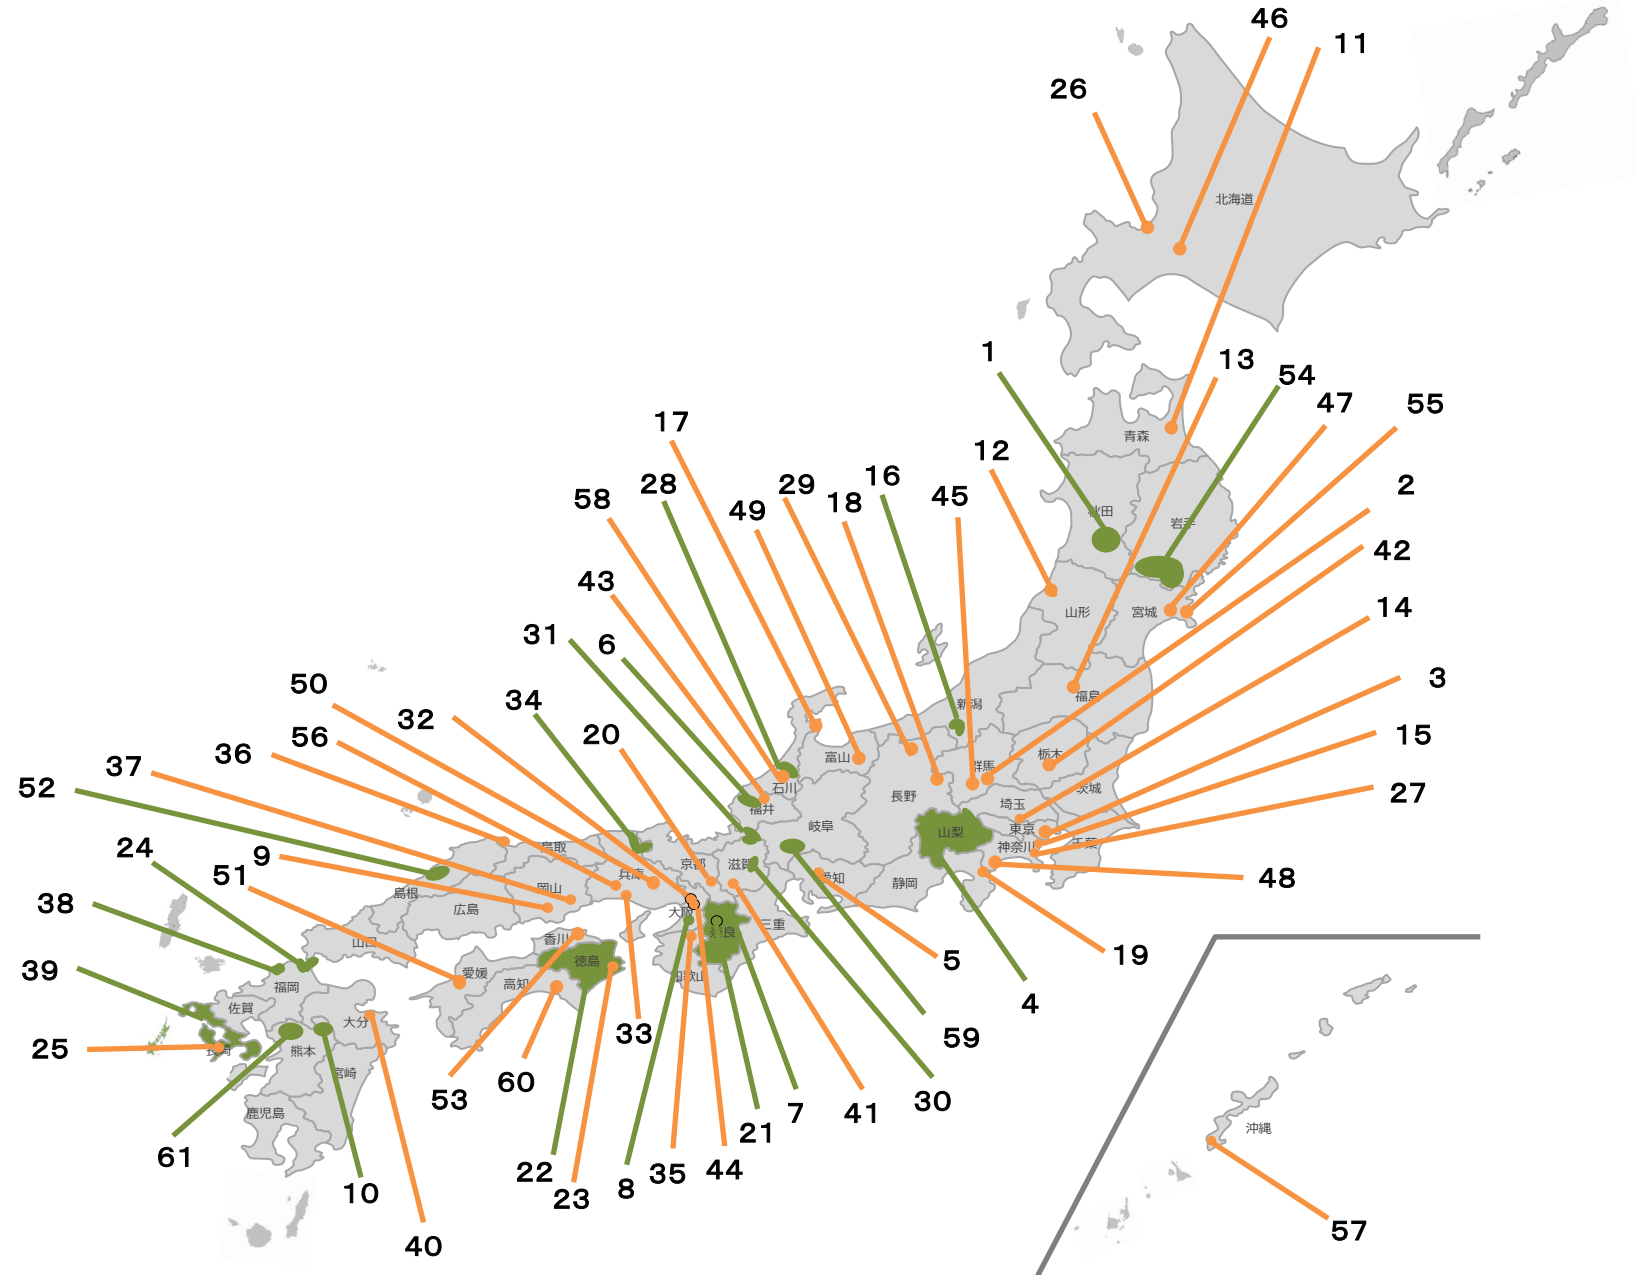 46
11
26
北海道
1
13
54
47
55
17
青森
12
28
29
16
58
18
45
2
49
秋田
岩手
42
43
14
山形
宮城
31
6
3
50
34
福島
32
新潟
56
20
15
36
富山
栃木
37
群馬
52
石川
茨城
27
長野
埼玉
福井
岐阜
東京
山梨
24
鳥取
神奈川
千葉
9
京都
滋賀
51
兵庫
48
愛知
静岡
岡山
島根
38
広島
大阪
三重
奈良
山口
香川
19
5
徳島
39
愛媛
和歌山
高知
福岡
4
佐賀
大分
33
59
25
長崎
熊本
宮崎
60
53
30
鹿児島
7
41
沖縄
21
61
22
35
44
8
10
23
57
40